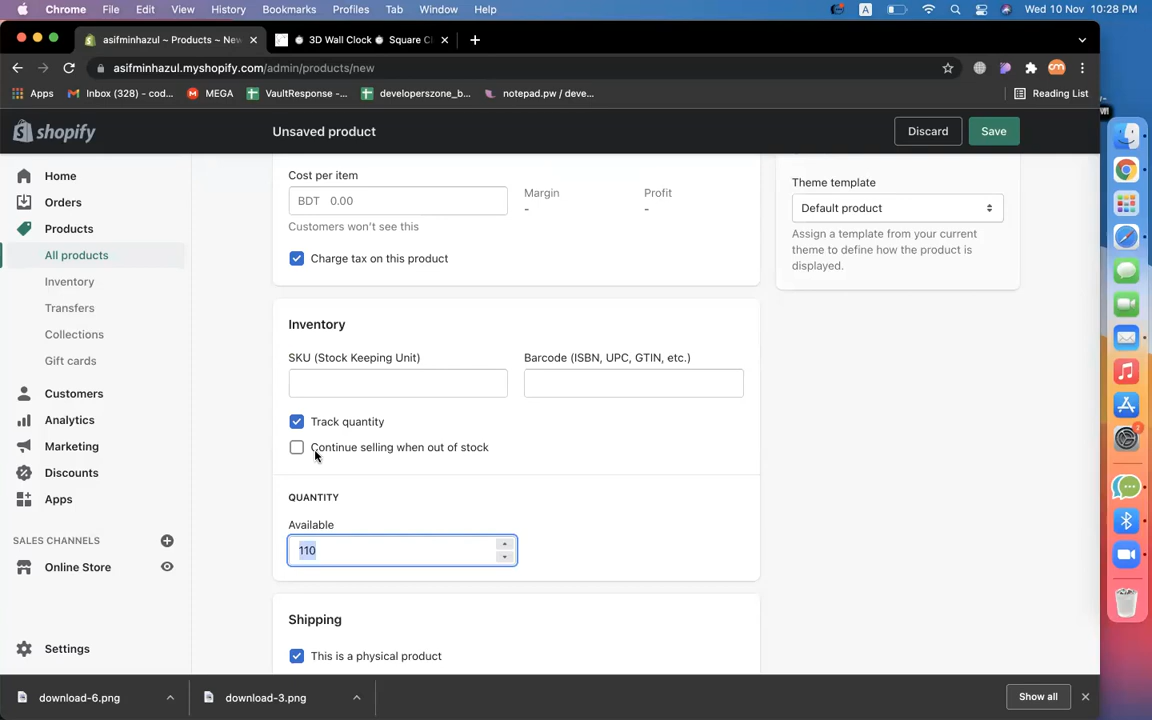 Chrome File Edit View History Bookmarks Profiles Tab Window Help A Wed 10 Nov 10:28 PM
asifminhazul ~ Products ~ Nev 3D Wall Clock Square Cl
asifminhazul.myshopify.com/admin/products/new
Apps Inbox (328) - cod... MEGA VaultResponse -... developerszone_b... notepad.pw / deve... Reading List
shopify Unsaved product Discard Save
Home
Orders
Products
All products
Inventory
Transfers
Collections
Gift cards
Customers
Analytics
Marketing
Discounts
Apps
SALES CHANNELS
Online Store
Settings
Cost per item
BDT 0.00
Margin
-
Profit
-
Customers won't see this
Charge tax on this product
Inventory
SKU (Stock Keeping Unit)
Barcode (ISBN, UPC, GTIN, etc.)
Track quantity
Continue selling when out of stock
QUANTITY
Available
110
Shipping
This is a physical product
Theme template
Default product
Assign a template from your current
theme to define how the product is
displayed.
download-6.png download-3.png Show all